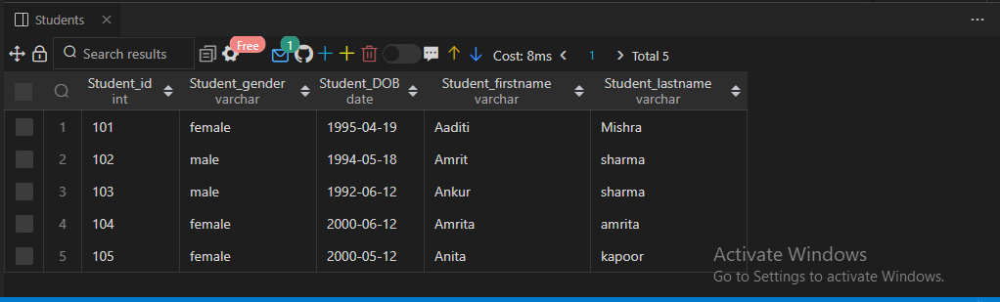 Students
Search results Free 1 Cost: 8ms 1 Total 5
Student_id Student_gender Student_DOB Student_firstname Student_lastname
int varchar date varchar varchar
1 101 female 1995-04-19 Aaditi Mishra
2 102 male 1994-05-18 Amrit sharma
3 103 male 1992-06-12 Ankur sharma
4 104 female 2000-06-12 Amrita amrita
5 105 female 2000-05-12 Anita kapoor
Activate Windows
Go to Settings to activate Windows.